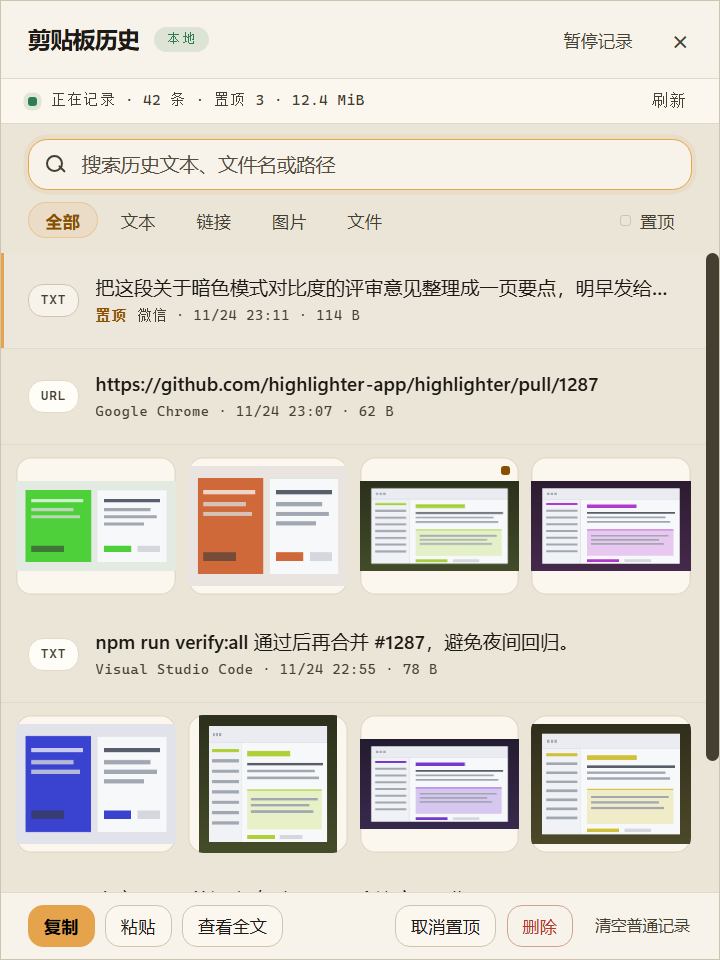 剪贴板历史 本地 暂停记录 ×
正在记录 · 42 条 · 置顶 3 · 12.4 MiB 刷新
搜索历史文本、文件名或路径
全部 文本 链接 图片 文件 置顶
TXT 把这段关于暗色模式对比度的评审意见整理成一页要点，明早发给...
置顶 微信 · 11/24 23:11 · 114 B
URL https://github.com/highlighter-app/highlighter/pull/1287
Google Chrome · 11/24 23:07 · 62 B
TXT npm run verify:all 通过后再合并 #1287，避免夜间回归。
Visual Studio Code · 11/24 22:55 · 78 B
复制 粘贴 查看全文 取消置顶 删除 清空普通记录